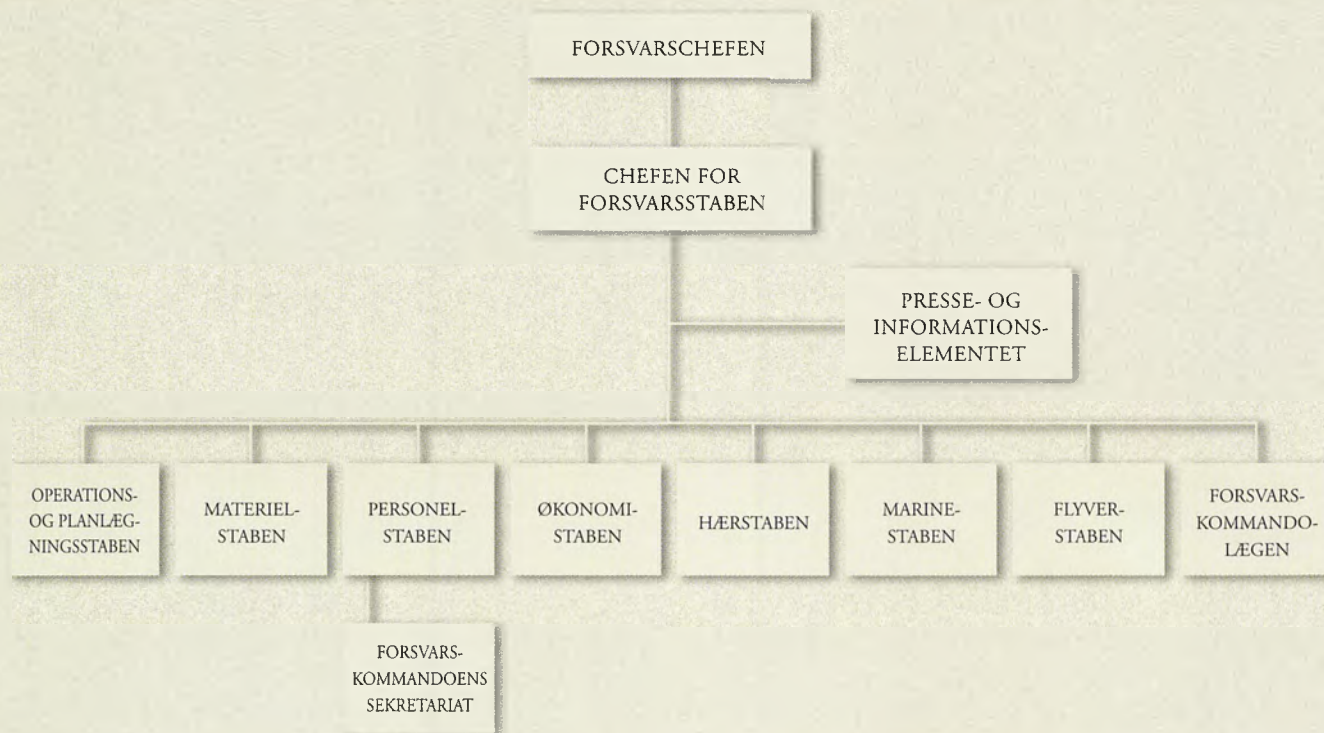 FORSVARSCHEFEN
CHEFEN FOR
FORSVARSSTABEN
PRESSE- OG
INFORMATIONS-
ELEMENTET
OPERATIONS-
OG PLANLÆG-
NINGSSTABEN
MATERIEL-
STABEN
PERSONEL-
STABEN
ØKONOMI-
STABEN
HÆRSTABEN
MARINE-
STABEN
FLYVER-
STABEN
FORSVARS-
KOMMANDO-
LÆGEN
FORSVARS-
KOMMANDOENS
SEKRETARIAT